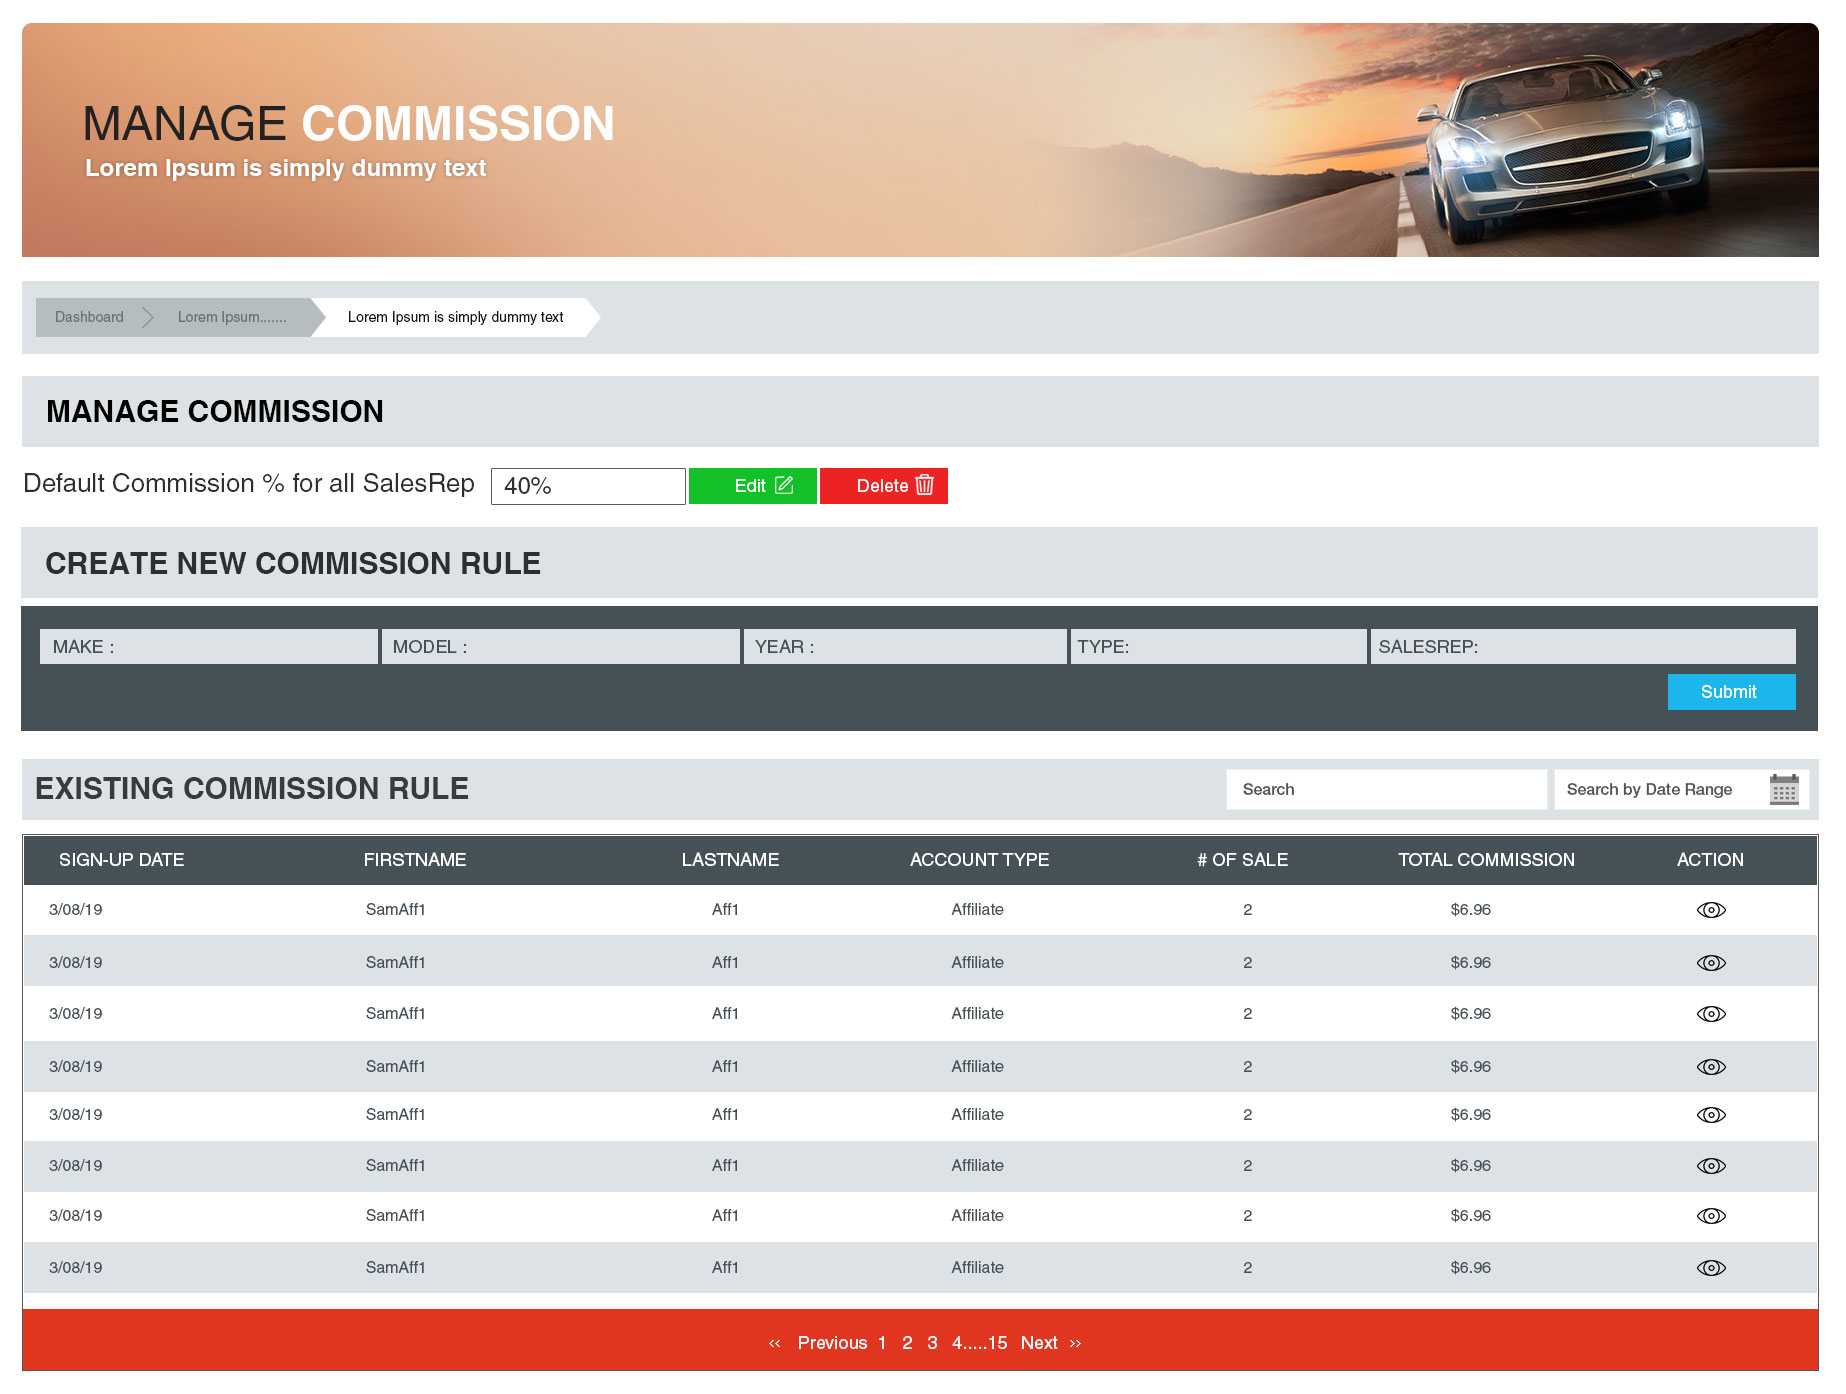 MANAGE COMMISSION
Lorem Ipsum is simply dummy text
Dashboard Lorem Ipsum....... Lorem Ipsum is simply dummy text
MANAGE COMMISSION
Default Commission % for all SalesRep 40% Edit Delete
CREATE NEW COMMISSION RULE
MAKE : MODEL : YEAR : TYPE: SALESREP:
Submit
EXISTING COMMISSION RULE Search Search by Date Range
SIGN-UP DATE FIRSTNAME LASTNAME ACCOUNT TYPE # OF SALE TOTAL COMMISSION ACTION
3/08/19 SamAff1 Aff1 Affiliate 2 $6.96
3/08/19 SamAff1 Aff1 Affiliate 2 $6.96
3/08/19 SamAff1 Aff1 Affiliate 2 $6.96
3/08/19 SamAff1 Aff1 Affiliate 2 $6.96
3/08/19 SamAff1 Aff1 Affiliate 2 $6.96
3/08/19 SamAff1 Aff1 Affiliate 2 $6.96
3/08/19 SamAff1 Aff1 Affiliate 2 $6.96
3/08/19 SamAff1 Aff1 Affiliate 2 $6.96
‹‹ Previous 1 2 3 4.....15 Next ››